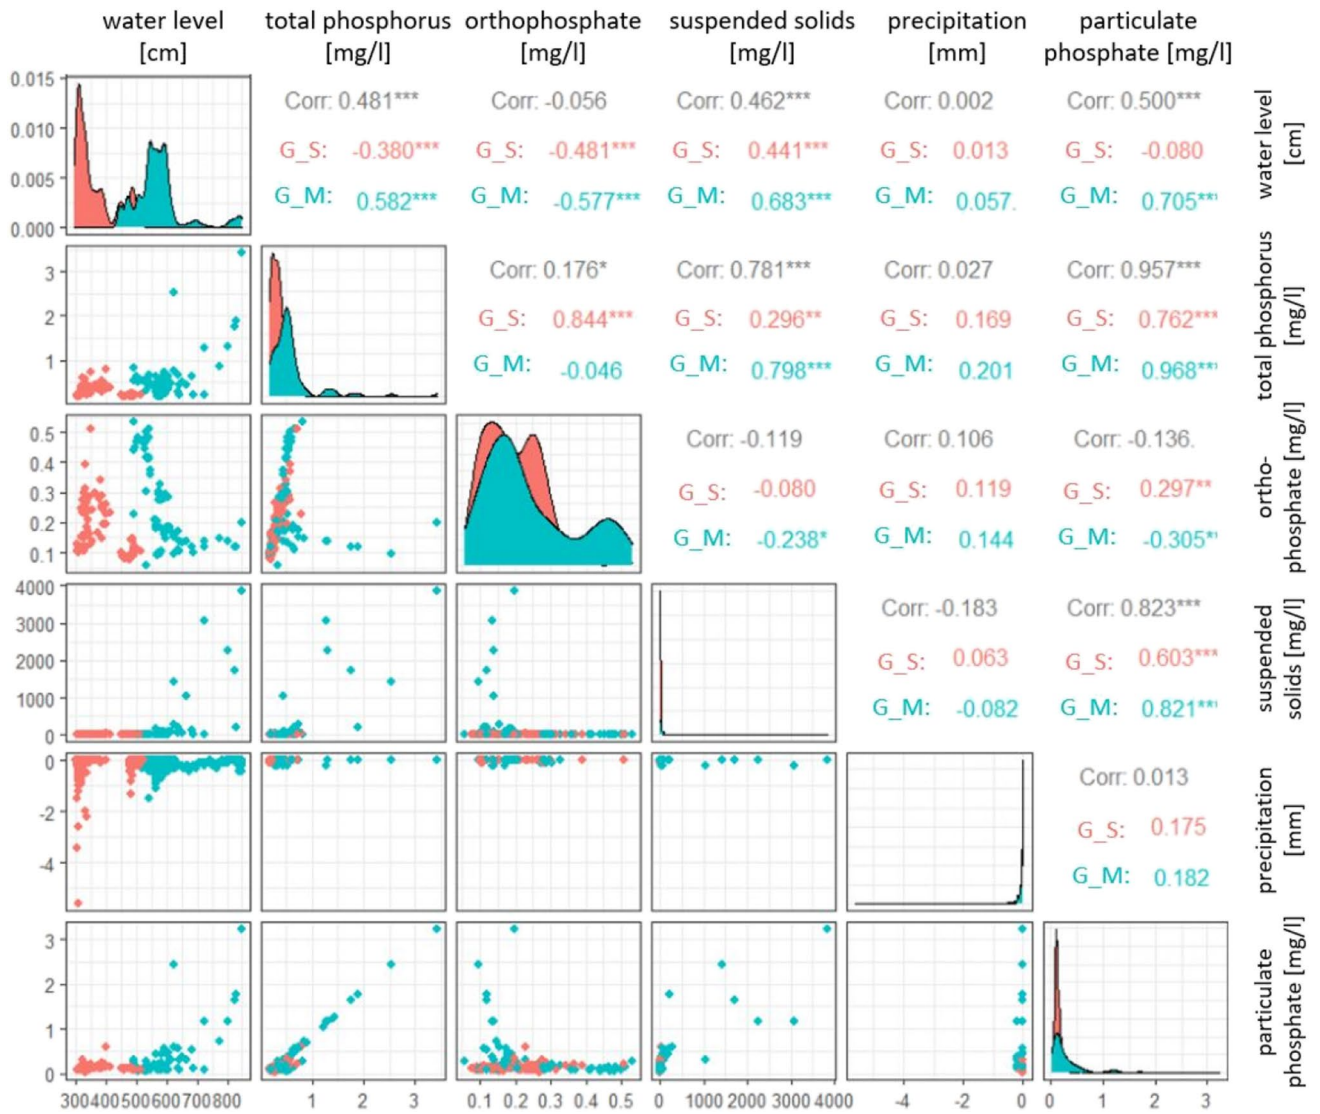 water level total phosphorus orthophosphate suspended solids precipitation particulate
[cm] [mg/l] [mg/l] [mg/l] [mm] phosphate [mg/l]
0.015
0.010
0.005
0.000
Corr: 0.481*** Corr: -0.056 Corr: 0.462*** Corr: 0.002 Corr: 0.500***
G_S: -0.380*** G_S: -0.481*** G_S: 0.441*** G_S: 0.013 G_S: -0.080
G_M: 0.582*** G_M: -0.577*** G_M: 0.683*** G_M: 0.057. G_M: 0.705**
water level
[cm]
3
2
1
Corr: 0.176* Corr: 0.781*** Corr: 0.027 Corr: 0.957***
G_S: 0.844*** G_S: 0.296** G_S: 0.169 G_S: 0.762***
G_M: -0.046 G_M: 0.798*** G_M: 0.201 G_M: 0.968**
total phosphorus
[mg/l]
0.5
0.4
0.3
0.2
0.1
Corr: -0.119 Corr: 0.106 Corr: -0.136.
G_S: -0.080 G_S: 0.119 G_S: 0.297**
G_M: -0.238* G_M: 0.144 G_M: -0.305*
ortho-
phosphate [mg/l]
4000
3000
2000
1000
0
Corr: -0.183 Corr: 0.823***
G_S: 0.063 G_S: 0.603***
G_M: -0.082 G_M: 0.821**
suspended
solids [mg/l]
0
-2
-4
Corr: 0.013
G_S: 0.175
G_M: 0.182
precipitation
[mm]
3
2
1
0
particulate
phosphate [mg/l]
300400500600700800 1 2 3 0.1 0.2 0.3 0.4 0.5 0 1000 2000 3000 4000 -4 -2 0 0 1 2 3